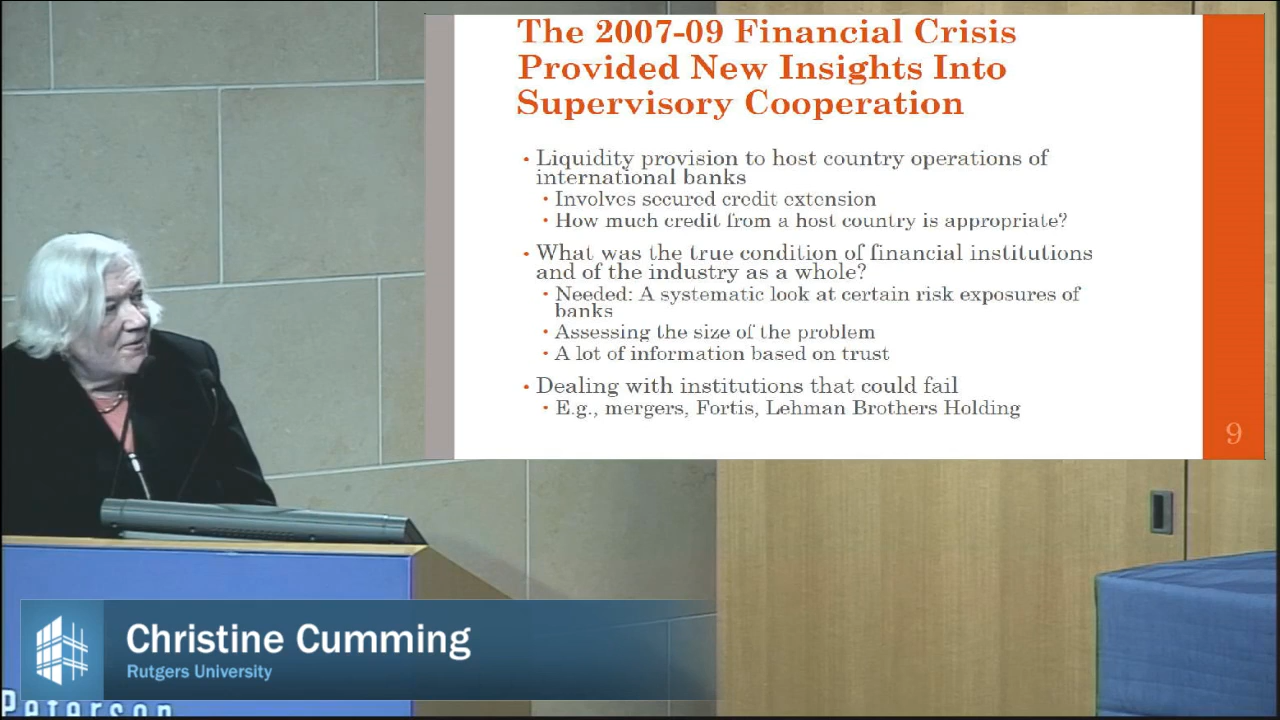 The 2007-09 Financial Crisis
Provided New Insights Into
Supervisory Cooperation
• Liquidity provision to host country operations of
international banks
• Involves secured credit extension
• How much credit from a host country is appropriate?
• What was the true condition of financial institutions
and of the industry as a whole?
• Needed: A systematic look at certain risk exposures of
banks
• Assessing the size of the problem
• A lot of information based on trust
• Dealing with institutions that could fail
• E.g., mergers, Fortis, Lehman Brothers Holding
9
Christine Cumming
Rutgers University
Peterson